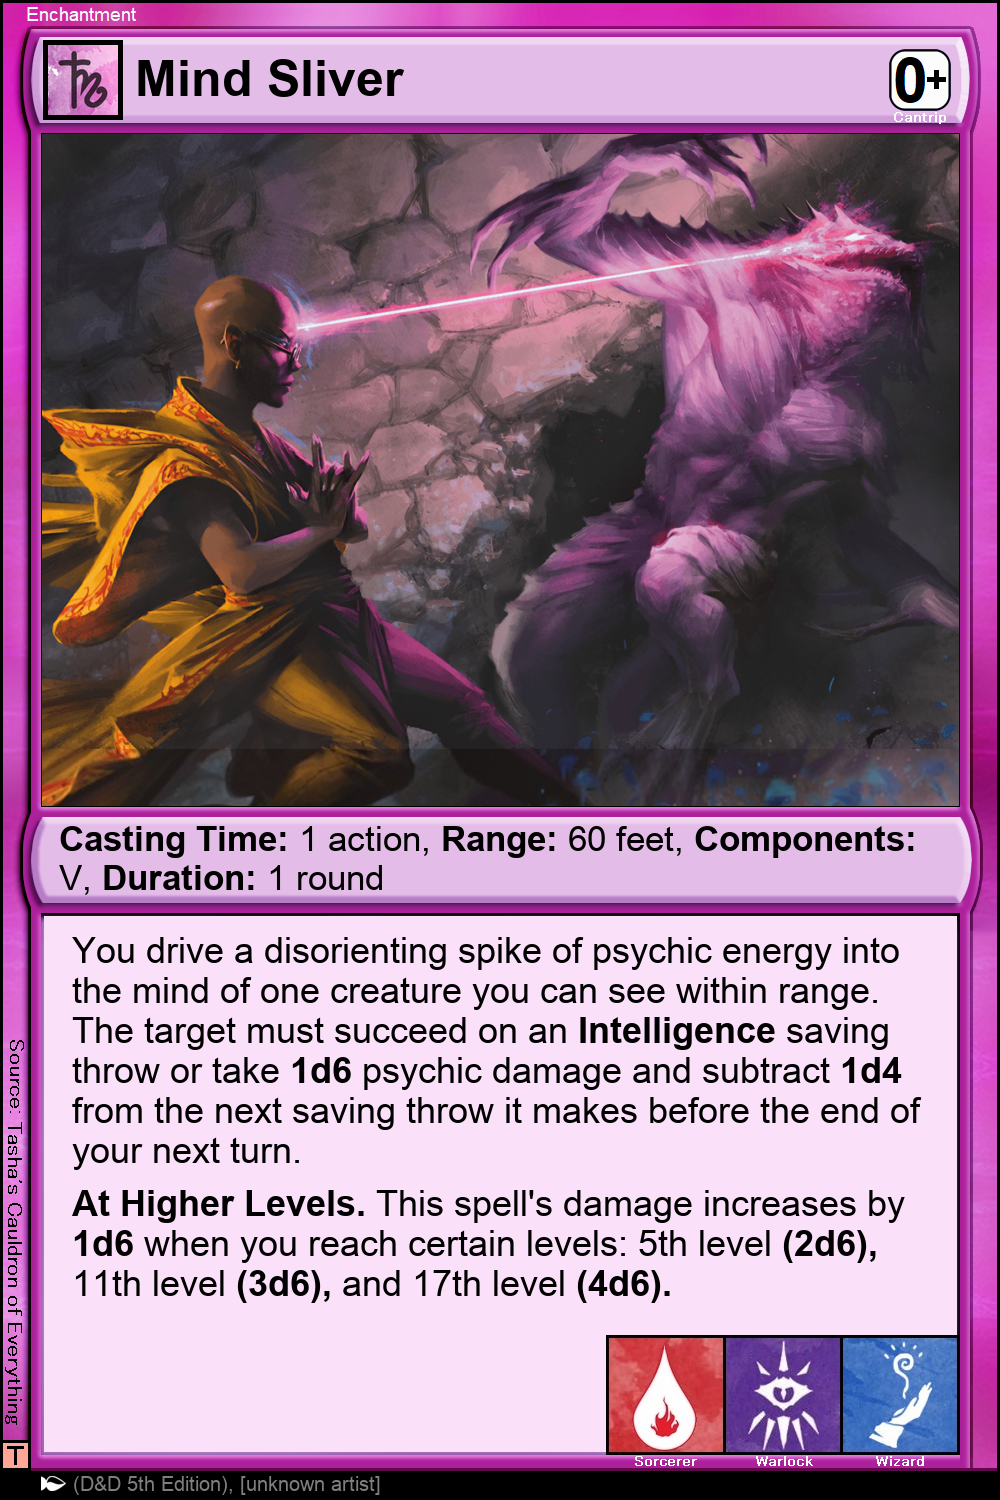 Enchantment
Mind Sliver
0+
Cantrip
Casting Time: 1 action, Range: 60 feet, Components:
V, Duration: 1 round
You drive a disorienting spike of psychic energy into
the mind of one creature you can see within range.
The target must succeed on an Intelligence saving
throw or take 1d6 psychic damage and subtract 1d4
from the next saving throw it makes before the end of
your next turn.
At Higher Levels. This spell's damage increases by
1d6 when you reach certain levels: 5th level (2d6),
11th level (3d6), and 17th level (4d6).
Source: Tasha's Cauldron of Everything
T
Sorcerer
Warlock
Wizard
(D&D 5th Edition), [unknown artist]